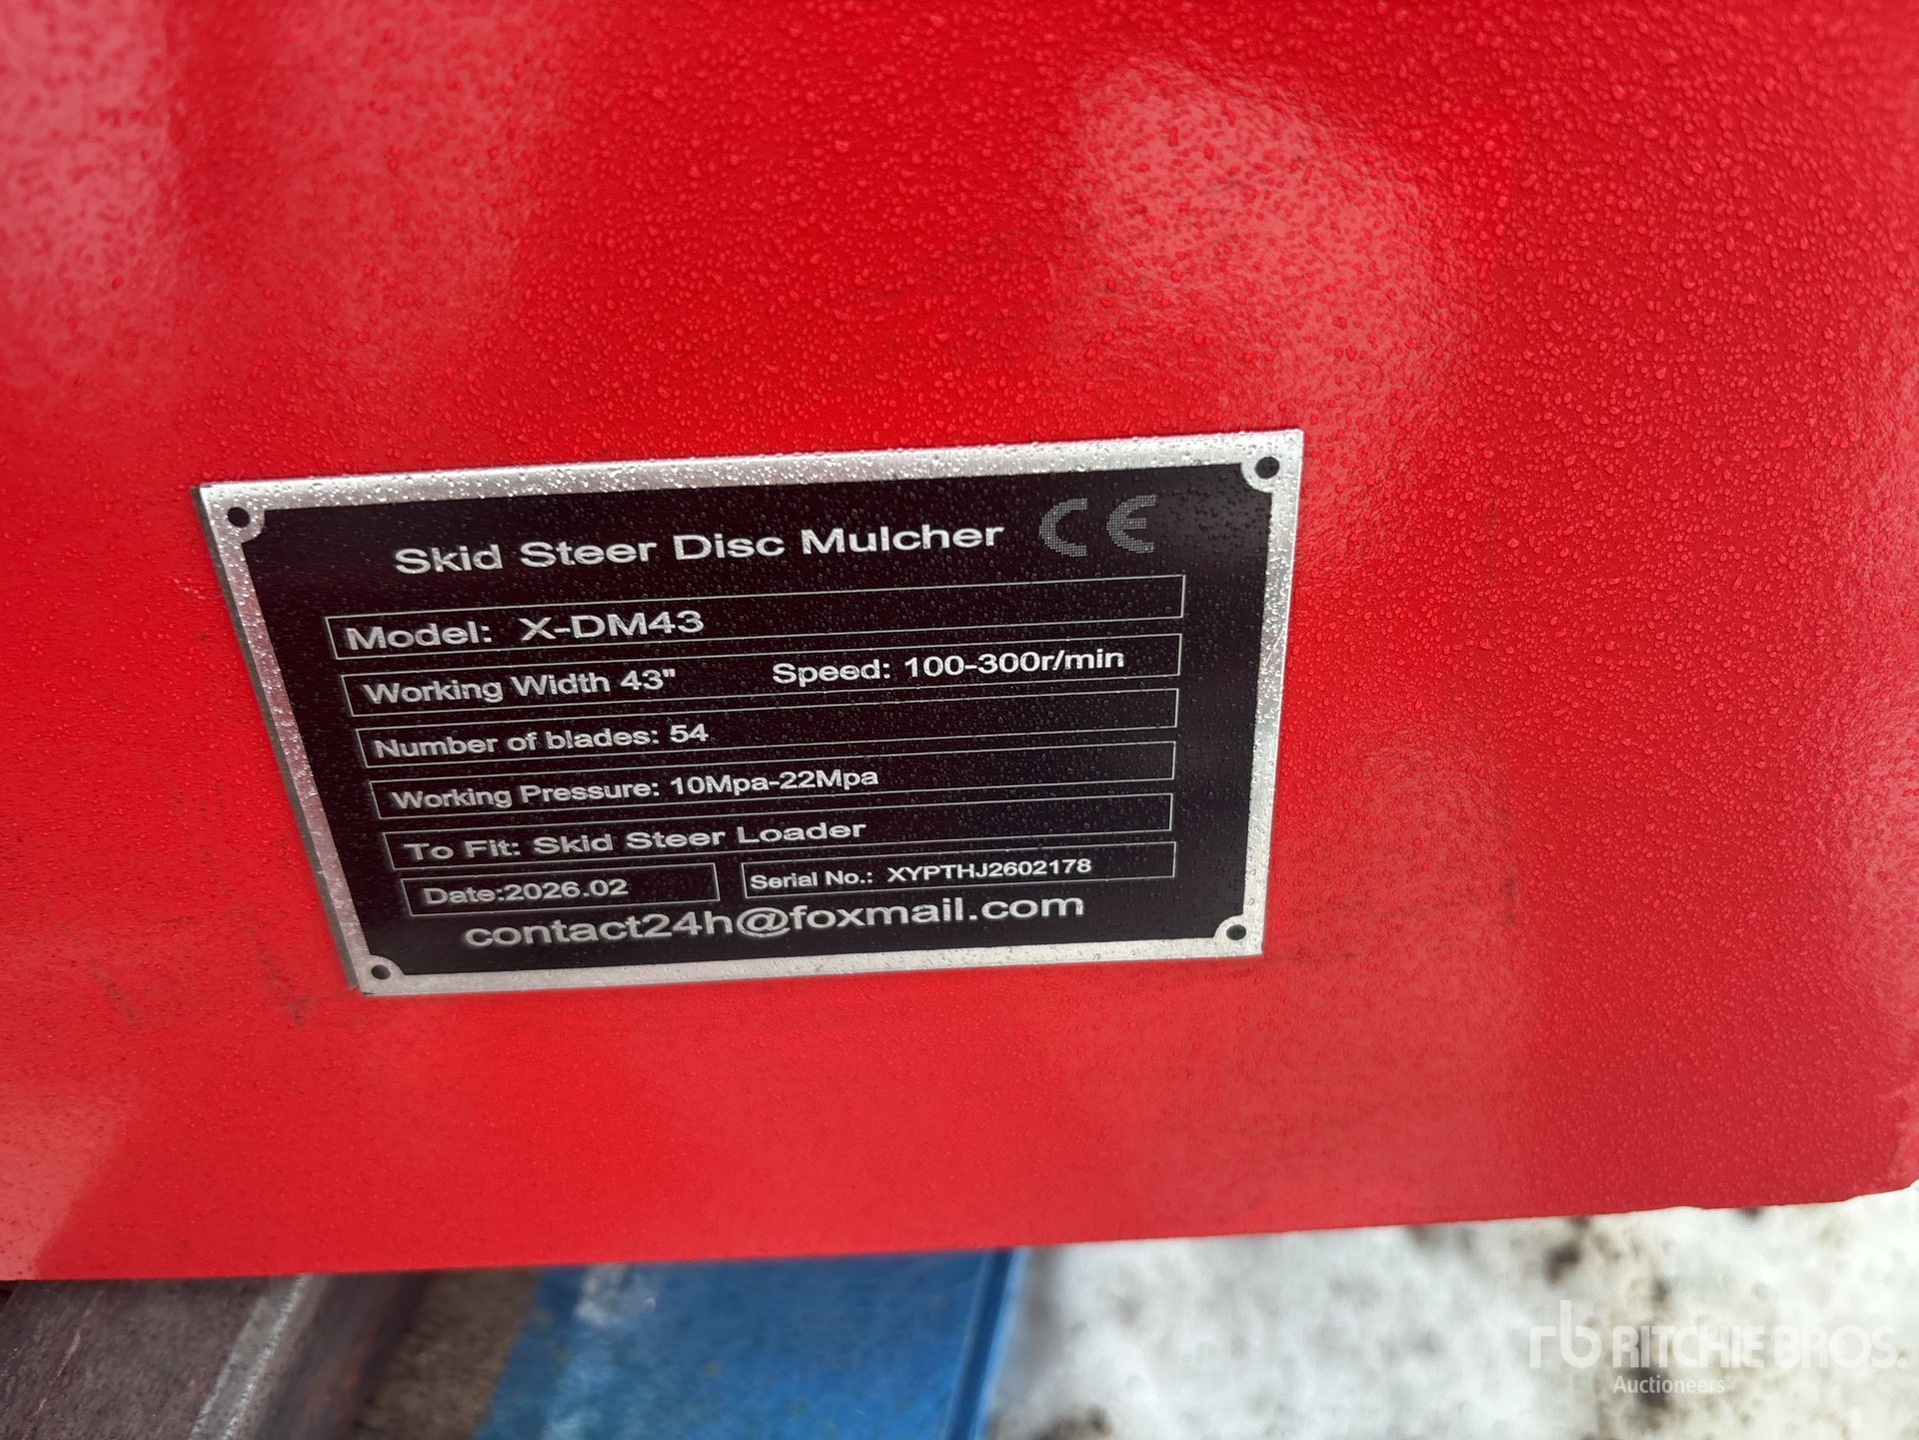 Skid Steer Disc Mulcher CE
Model: X-DM43
Working Width 43" Speed: 100-300r/min
Number of blades: 54
Working Pressure: 10Mpa-22Mpa
To Fit: Skid Steer Loader
Date:2026.02 Serial No.: XYPTHJ2602178
contact24h@foxmail.com
rb RITCHIE BROS.
Auctioneers